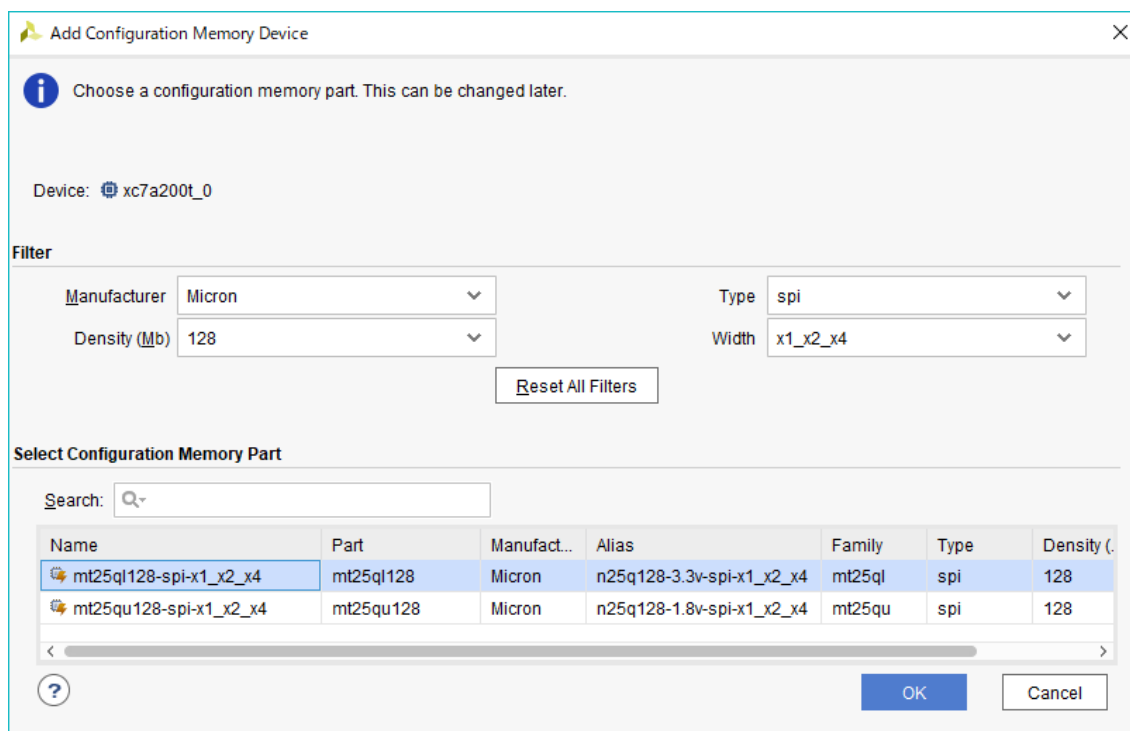 Add Configuration Memory Device
Choose a configuration memory part. This can be changed later.
Device: xc7a200t_0
Filter
Manufacturer Micron Type spi
Density (Mb) 128 Width x1_x2_x4
Reset All Filters
Select Configuration Memory Part
Search:
Name Part Manufact... Alias Family Type Density (.
mt25ql128-spi-x1_x2_x4 mt25ql128 Micron n25q128-3.3v-spi-x1_x2_x4 mt25ql spi 128
mt25qu128-spi-x1_x2_x4 mt25qu128 Micron n25q128-1.8v-spi-x1_x2_x4 mt25qu spi 128
? OK Cancel